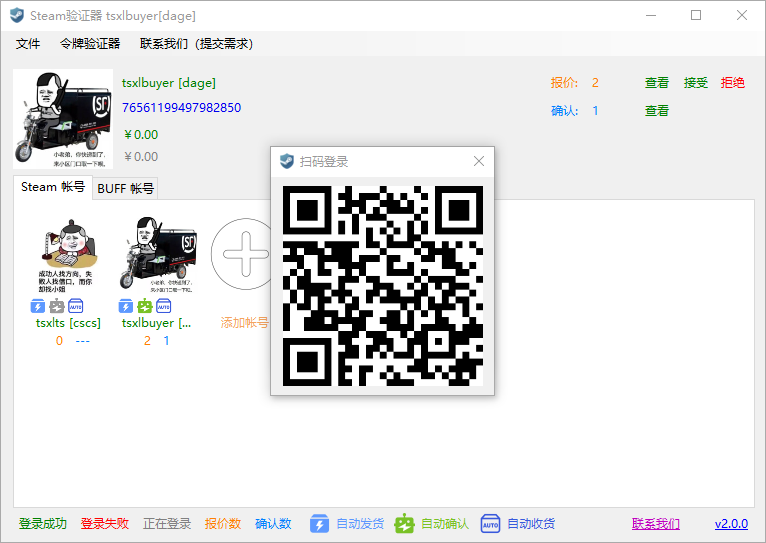 Steam验证器 tsxlbuyer[dage]
文件 令牌验证器 联系我们（提交需求）
tsxlbuyer [dage]
76561199497982850
￥0.00
￥0.00
报价: 2 查看 接受 拒绝
确认: 1 查看
小老弟，你快递到了，
来小区门口取一下呢。
Steam 帐号 BUFF 帐号
扫码登录
成功人找方向、失
败人找借口，而你
却找小姐
AUTO
tsxlts [cscs]
0 ---
小老弟，你快递到了，
来小区门口取一下呢。
AUTO
tsxlbuyer [...
2 1
添加帐号
登录成功 登录失败 正在登录 报价数 确认数 自动发货 自动确认 AUTO 自动收货 联系我们 v2.0.0